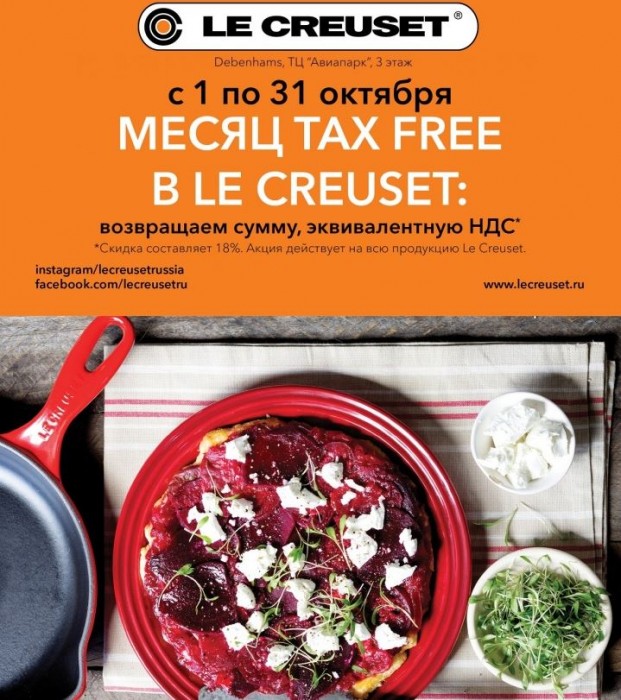 LE CREUSET®
Debenhams, ТЦ "Авиапарк", 3 этаж
с 1 по 31 октября
МЕСЯЦ TAX FREE
В LE CREUSET:
возвращаем сумму, эквивалентную НДС*
*Скидка составляет 18%. Акция действует на всю продукцию Le Creuset.
instagram/lecreusetrussia
facebook.com/lecreusetru
www.lecreuset.ru
LE CREUSET